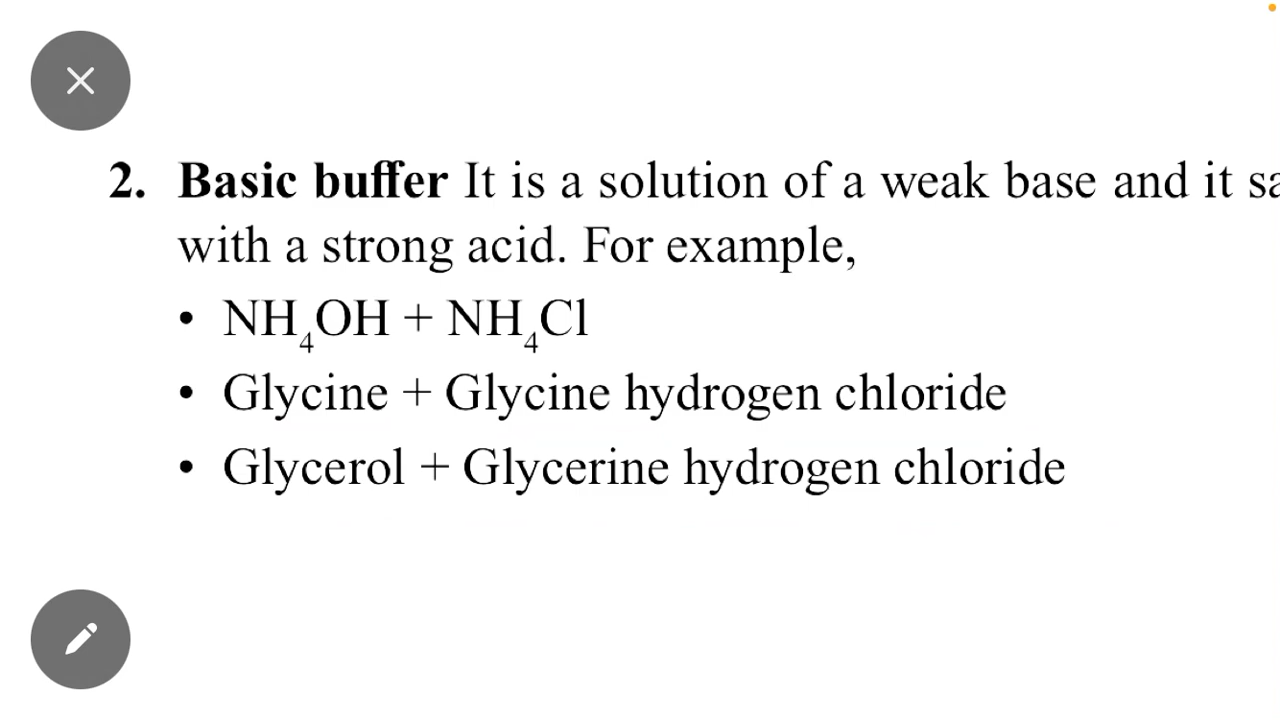 2. Basic buffer It is a solution of a weak base and it
with a strong acid. For example,
• NH₄OH + NH₄Cl
• Glycine + Glycine hydrogen chloride
• Glycerol + Glycerine hydrogen chloride